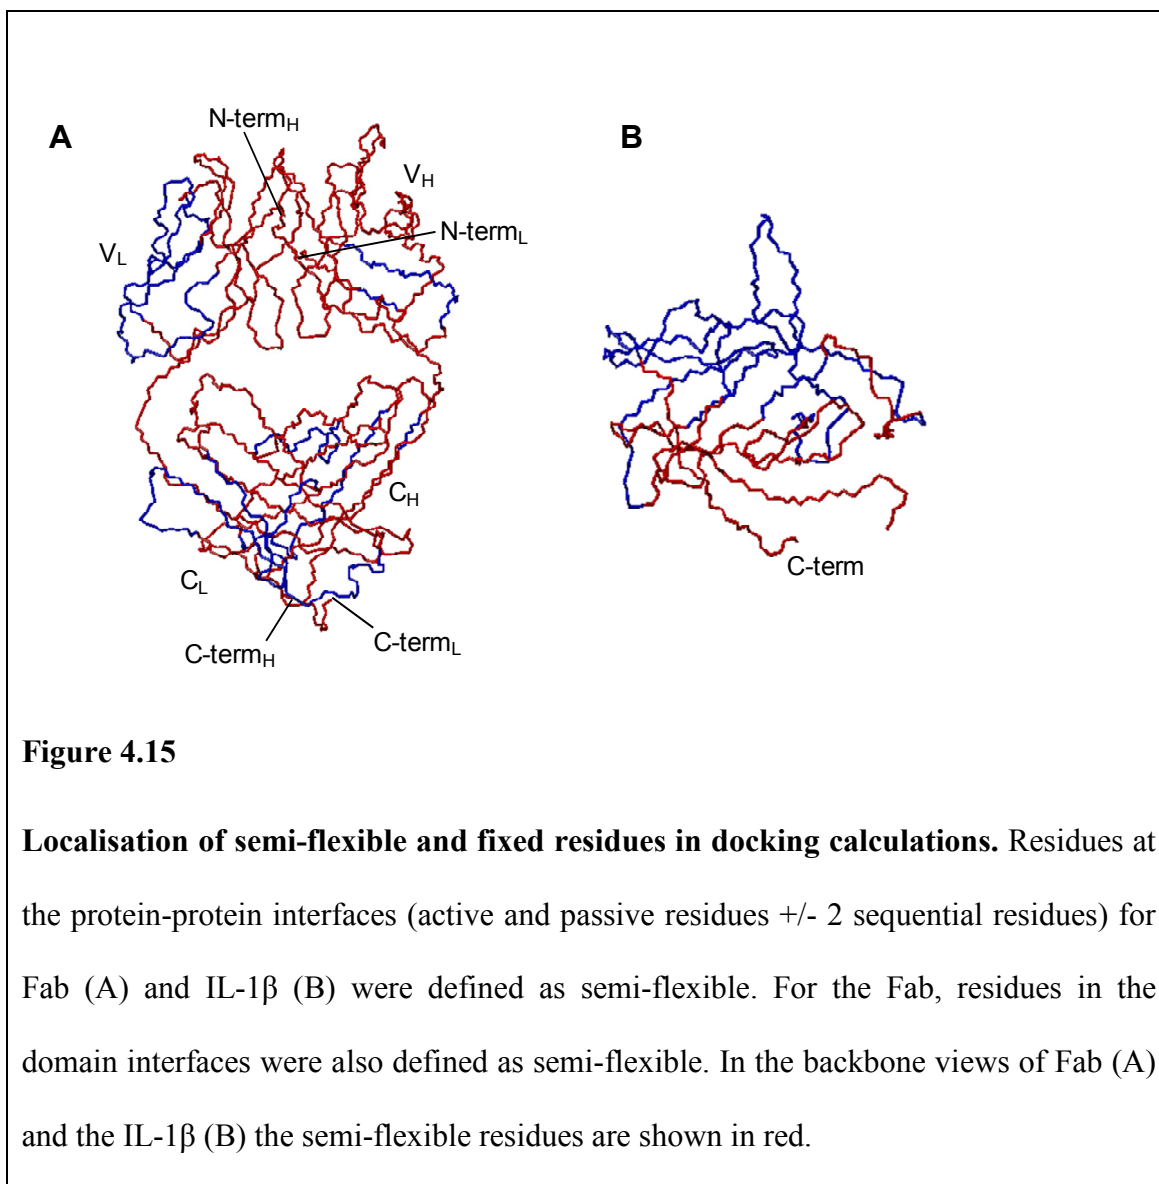 A
B
N-termH
VH
N-termL
VL
CH
CL
C-term
C-termH
C-termL
Figure 4.15
Localisation of semi-flexible and fixed residues in docking calculations. Residues at
the protein-protein interfaces (active and passive residues +/- 2 sequential residues) for
Fab (A) and IL-1β (B) were defined as semi-flexible. For the Fab, residues in the
domain interfaces were also defined as semi-flexible. In the backbone views of Fab (A)
and the IL-1β (B) the semi-flexible residues are shown in red.